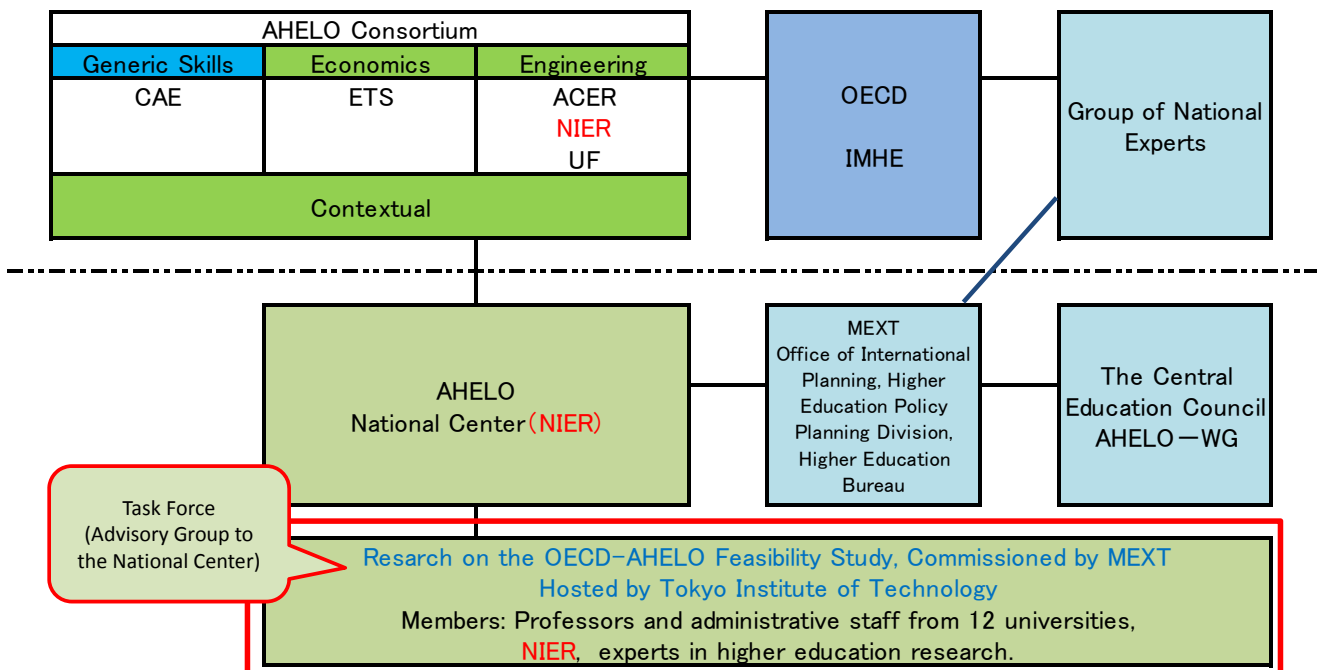 AHELO Consortium
Generic Skills
Economics
Engineering
CAE
ETS
ACER
NIER
UF
Contextual
OECD
IMHE
Group of National
Experts
AHELO
National Center(NIER)
MEXT
Office of International
Planning, Higher
Education Policy
Planning Division,
Higher Education
Bureau
The Central
Education Council
AHELO－WG
Task Force
(Advisory Group to
the National Center)
Resarch on the OECD-AHELO Feasibility Study, Commissioned by MEXT
Hosted by Tokyo Institute of Technology
Members: Professors and administrative staff from 12 universities,
NIER, experts in higher education research.